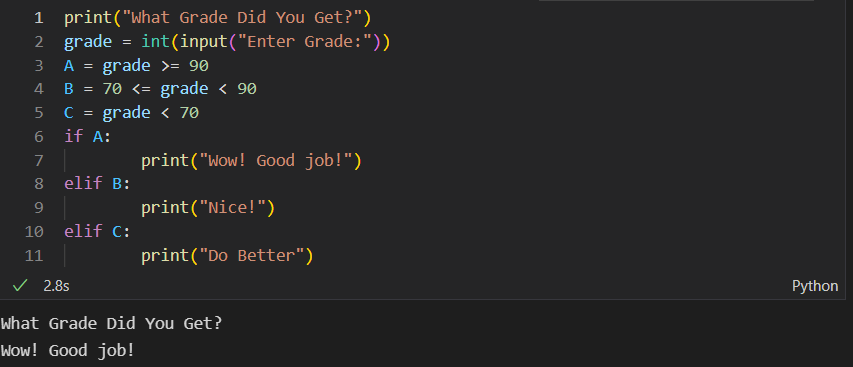 1 print("What Grade Did You Get?")
2 grade = int(input("Enter Grade:"))
3 A = grade >= 90
4 B = 70 <= grade < 90
5 C = grade < 70
6 if A:
7 print("Wow! Good job!")
8 elif B:
9 print("Nice!")
10 elif C:
11 print("Do Better")
2.8s Python
What Grade Did You Get?
Wow! Good job!